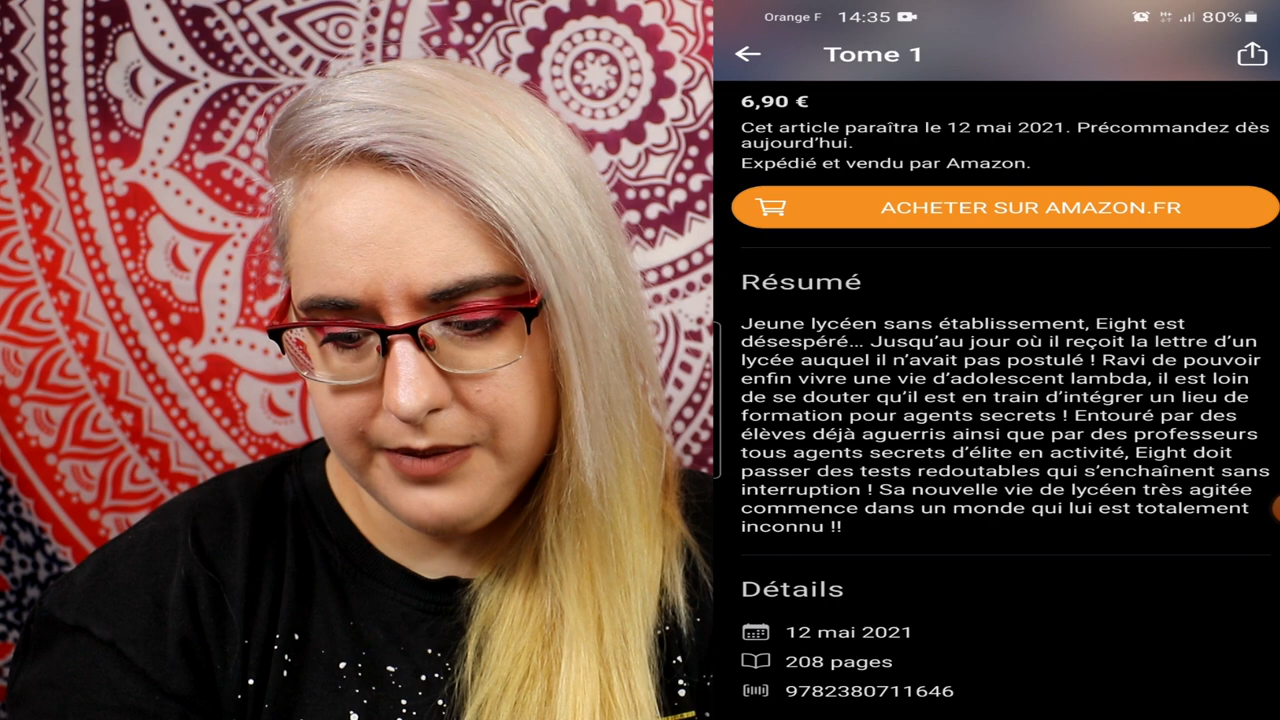 Orange F 14:35 80%
Tome 1
6,90 €
Cet article paraîtra le 12 mai 2021. Précommandez dès
aujourd'hui.
Expédié et vendu par Amazon.
ACHETER SUR AMAZON.FR
Résumé
Jeune lycéen sans établissement, Eight est
désespéré... Jusqu'au jour où il reçoit la lettre d'un
lycée auquel il n'avait pas postulé ! Ravi de pouvoir
enfin vivre une vie d'adolescent lambda, il est loin
de se douter qu'il est en train d'intégrer un lieu de
formation pour agents secrets ! Entouré par des
élèves déjà aguerris ainsi que par des professeurs
tous agents secrets d'élite en activité, Eight doit
passer des tests redoutables qui s'enchaînent sans
interruption ! Sa nouvelle vie de lycéen très agitée
commence dans un monde qui lui est totalement
inconnu !!
Détails
12 mai 2021
208 pages
9782380711646